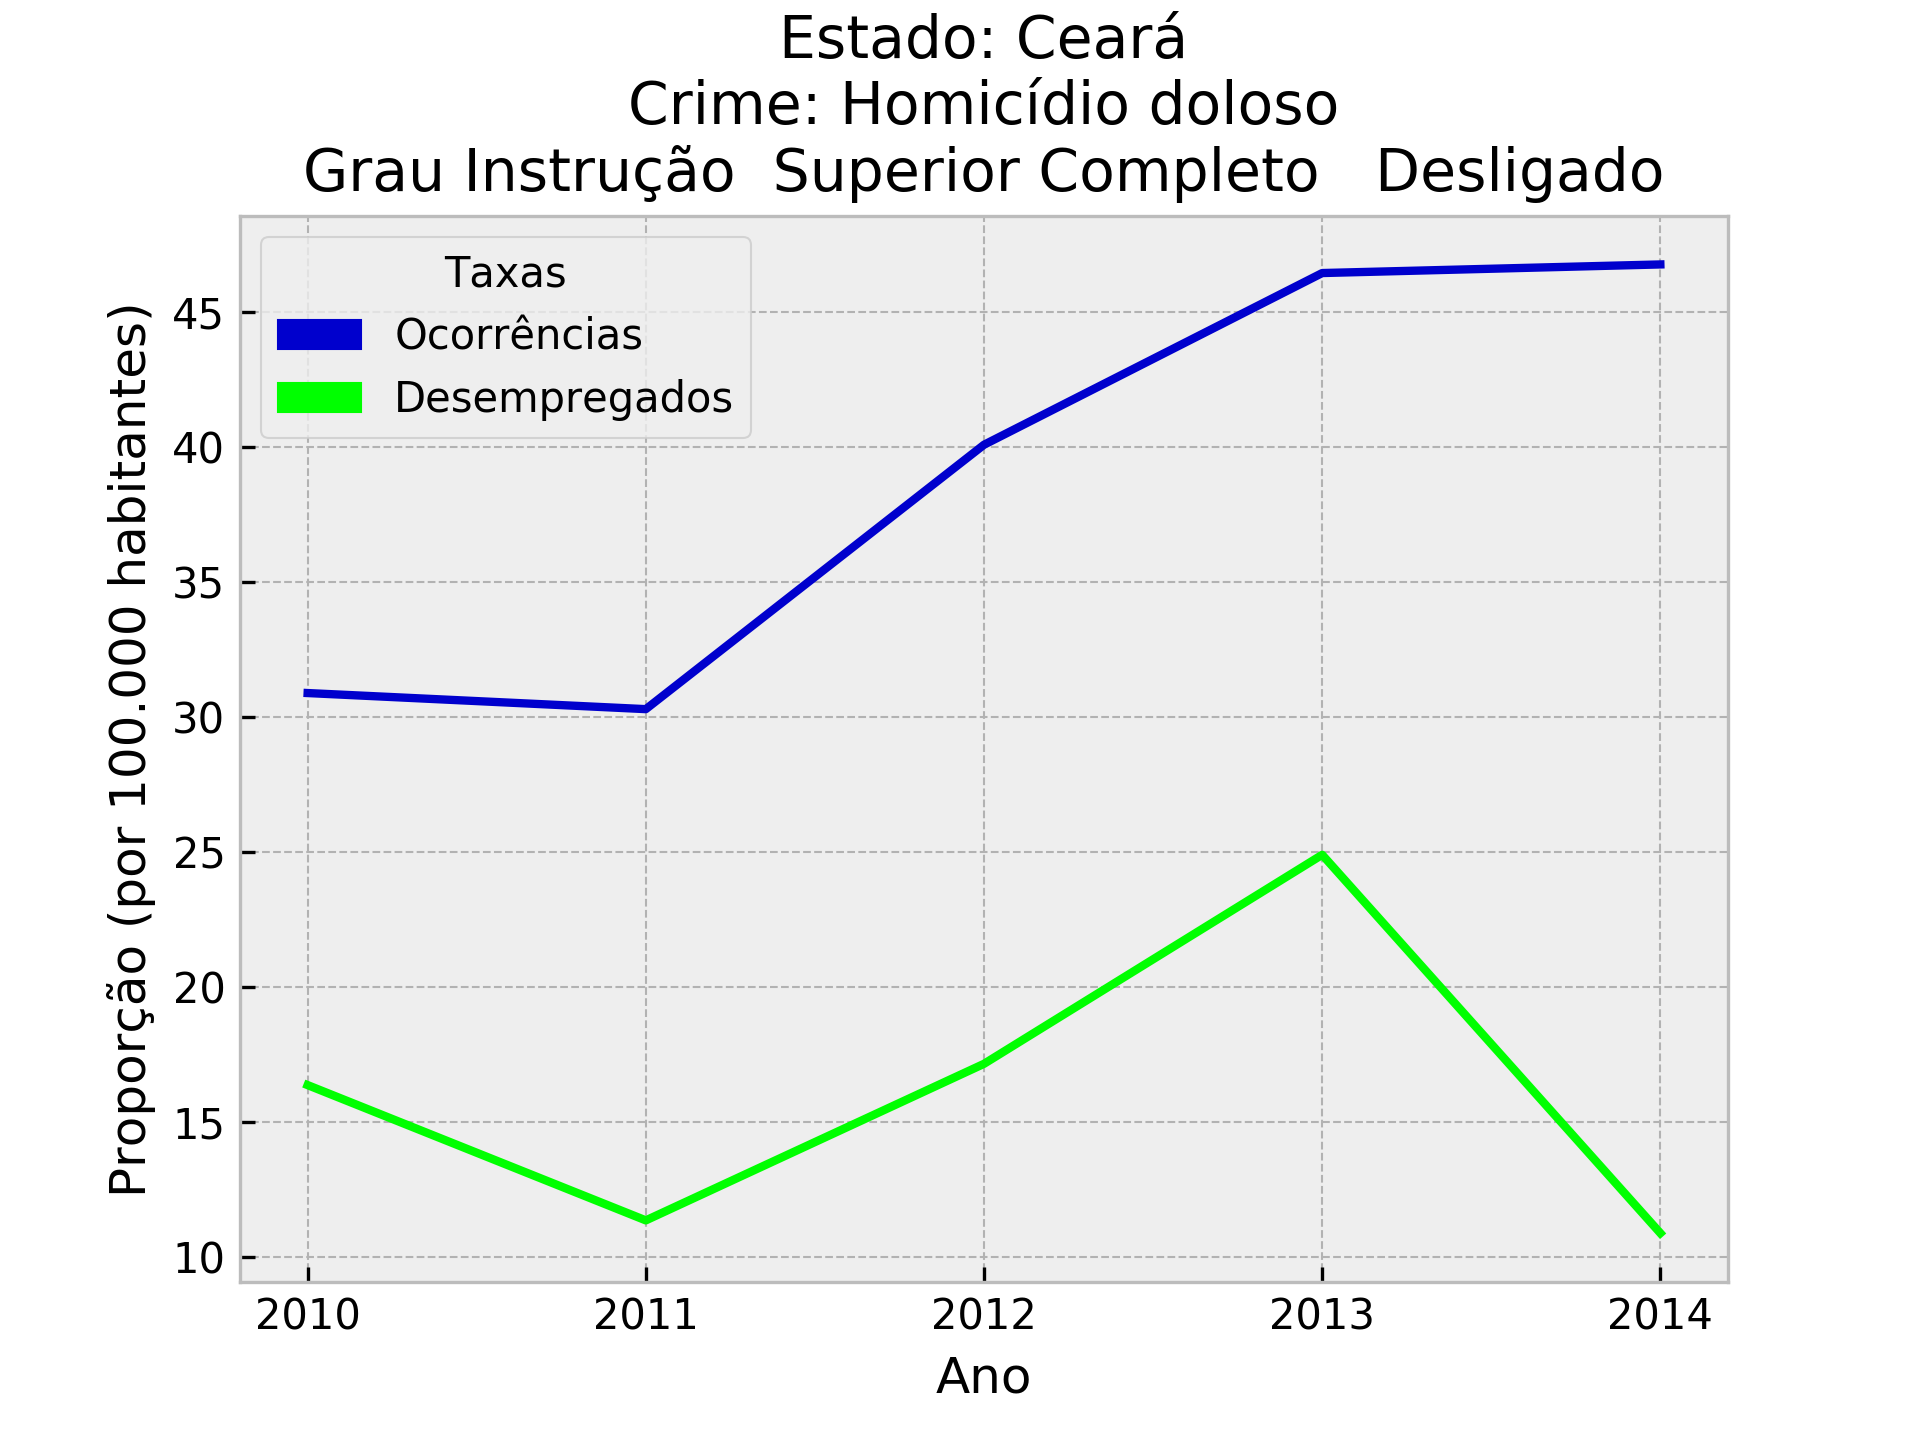 Estado: Ceará
Crime: Homicídio doloso
Grau Instrução  Superior Completo   Desligado
Taxas
Ocorrências
Desempregados
Proporção (por 100.000 habitantes)
45
40
35
30
25
20
15
10
2010 2011 2012 2013 2014
Ano